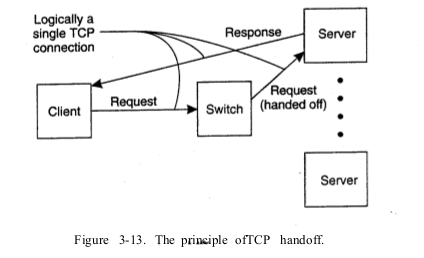 Logically a
single TCP
connection
Response
Server
Client
Request
Switch
Request
(handed off)
Server
Figure 3-13. The principle ofTCP handoff.